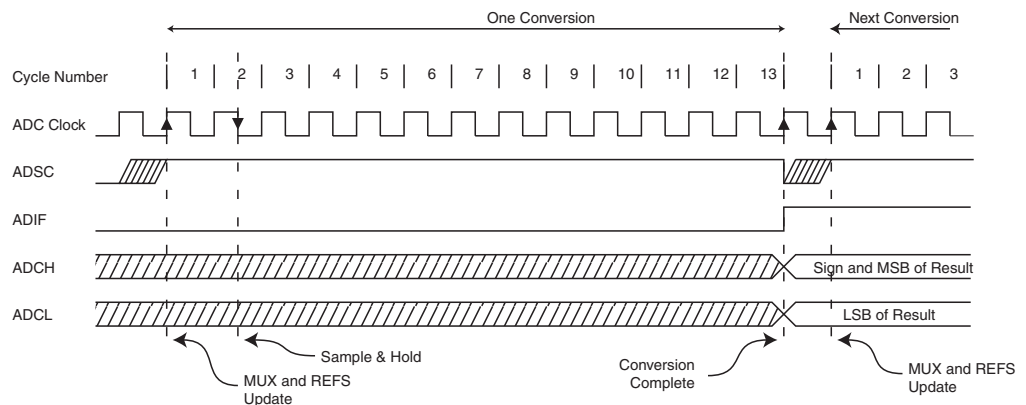 One Conversion
Next Conversion
Cycle Number
1 2 3 4 5 6 7 8 9 10 11 12 13 1 2 3
ADC Clock
ADSC
ADIF
ADCH
Sign and MSB of Result
ADCL
LSB of Result
Sample & Hold
MUX and REFS
Update
Conversion
Complete
MUX and REFS
Update